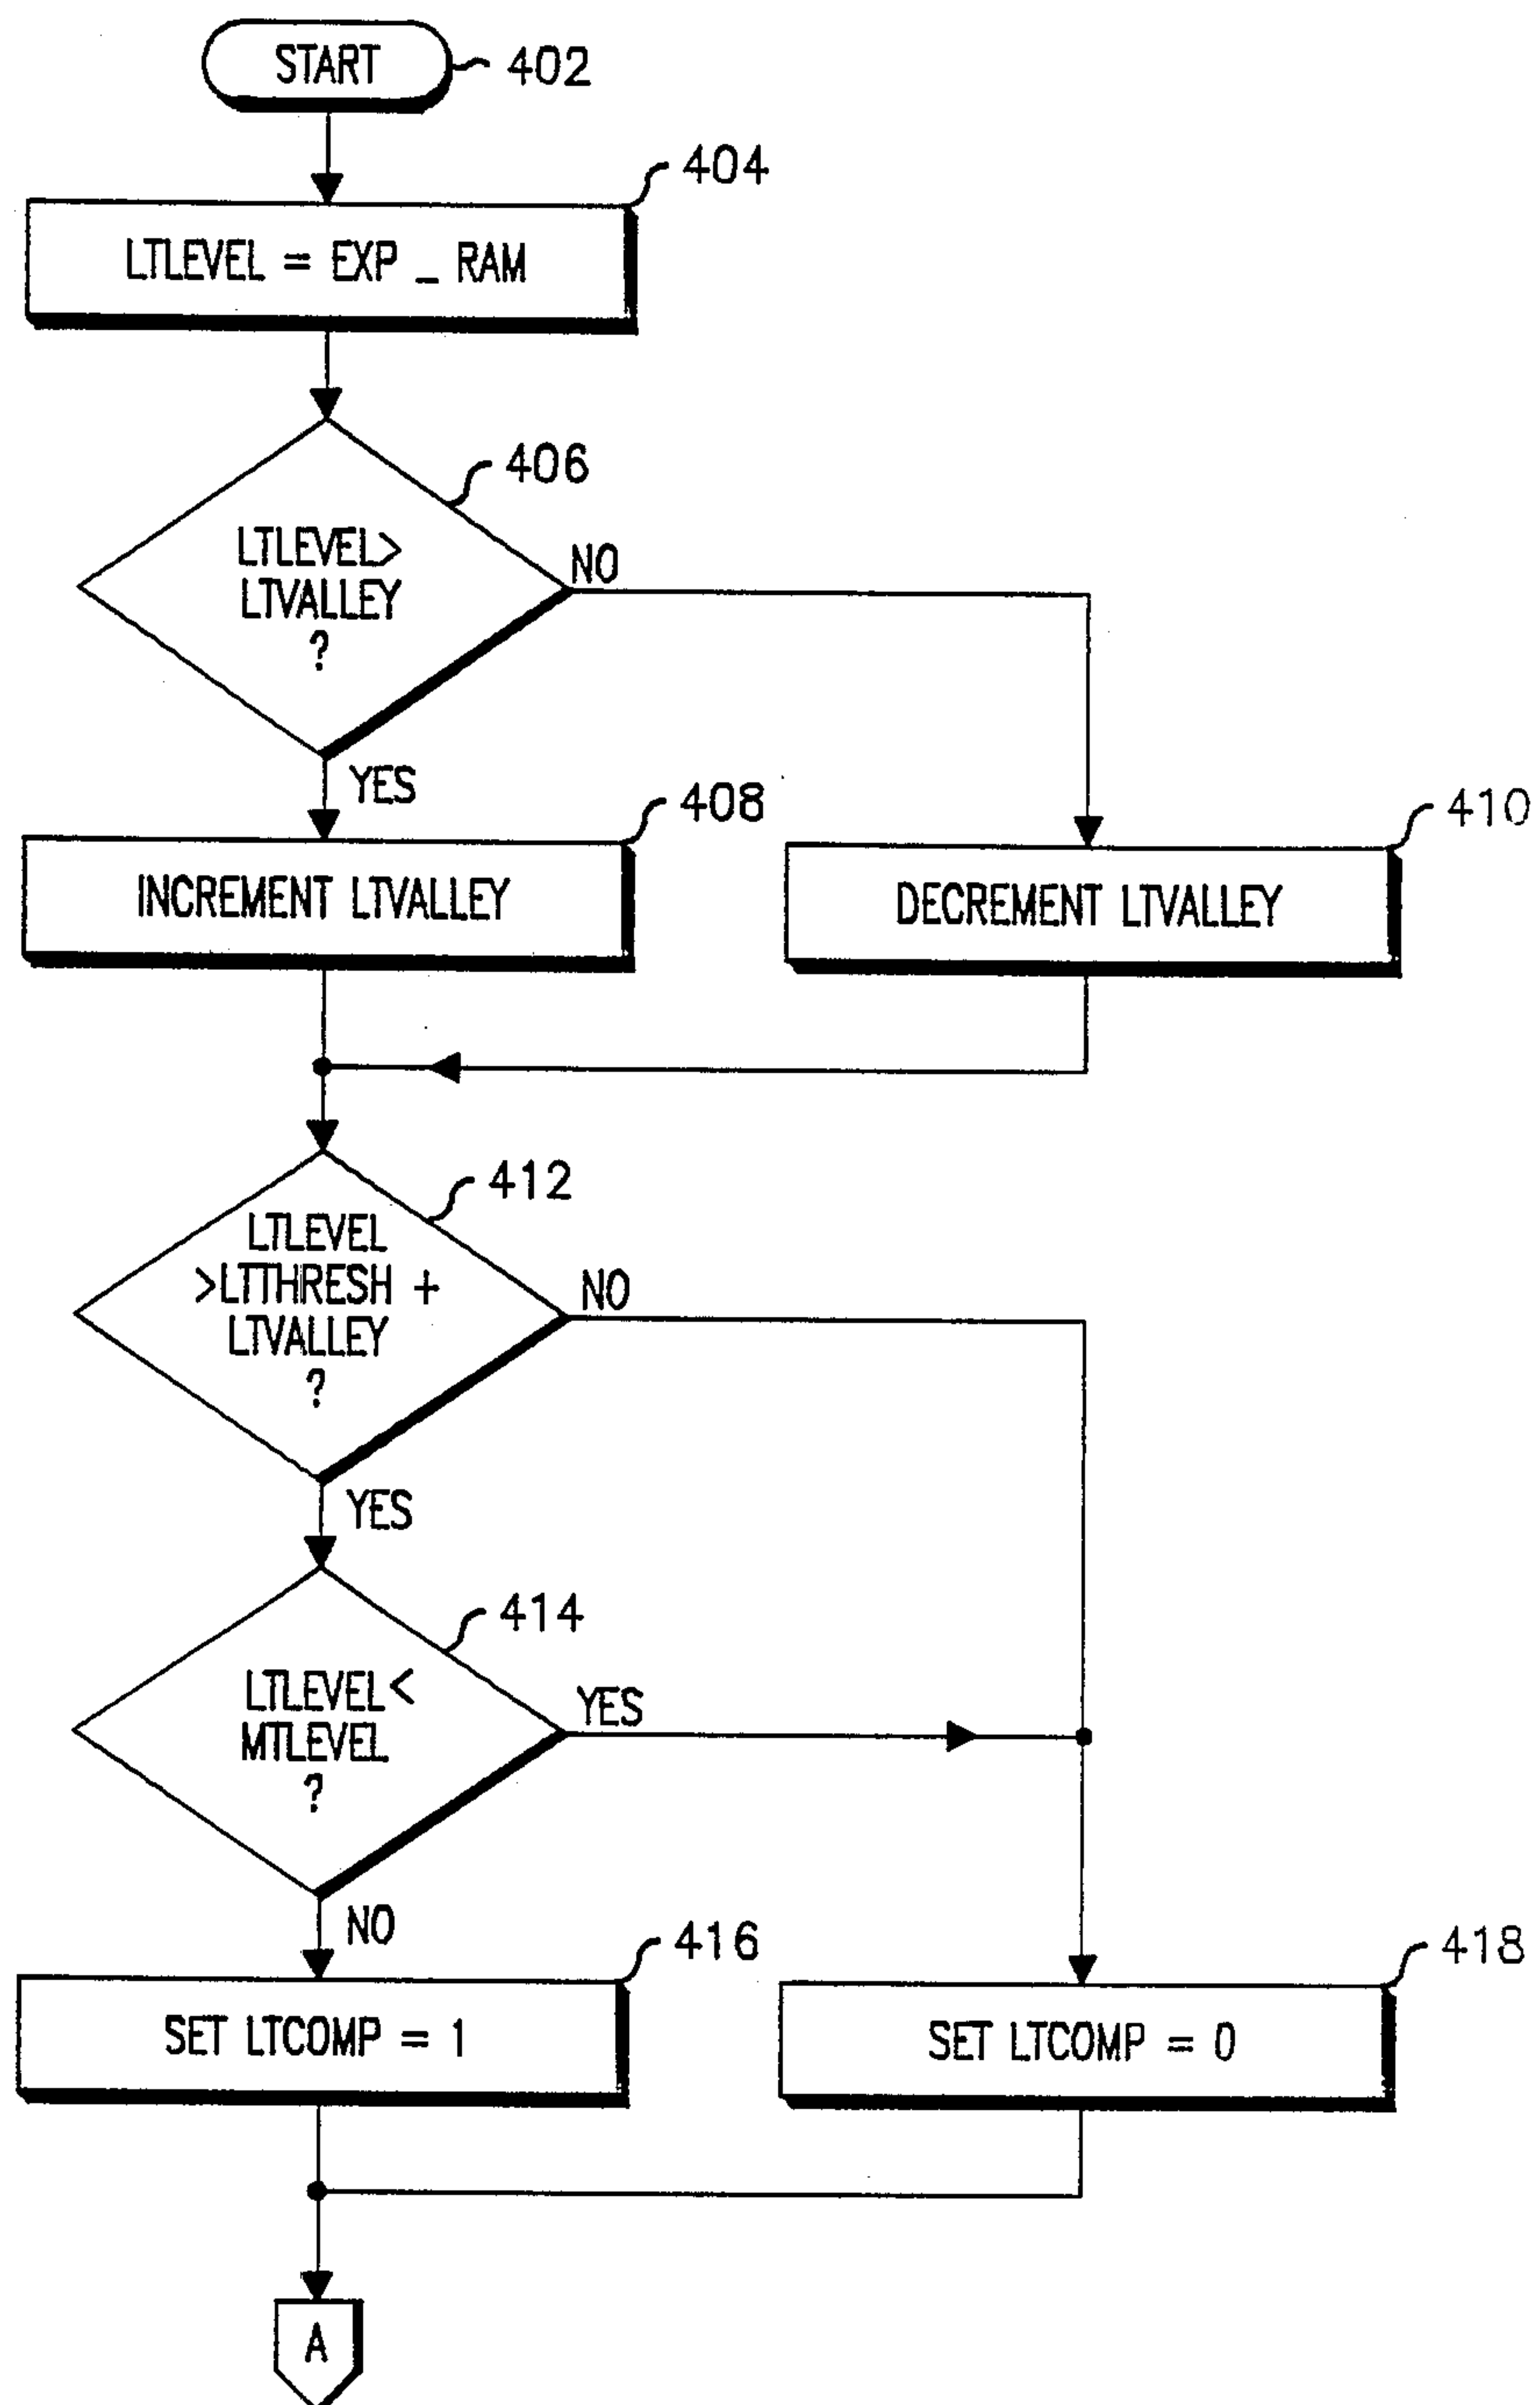 START
402
404
LTLEVEL = EXP _ RAM
406
LTLEVEL>
LTVALLEY
?
NO
YES
408
INCREMENT LTVALLEY
410
DECREMENT LTVALLEY
412
LTLEVEL
>LTTHRESH +
LTVALLEY
?
NO
YES
414
LTLEVEL<
MTLEVEL
?
YES
NO
416
SET LTCOMP = 1
418
SET LTCOMP = 0
A